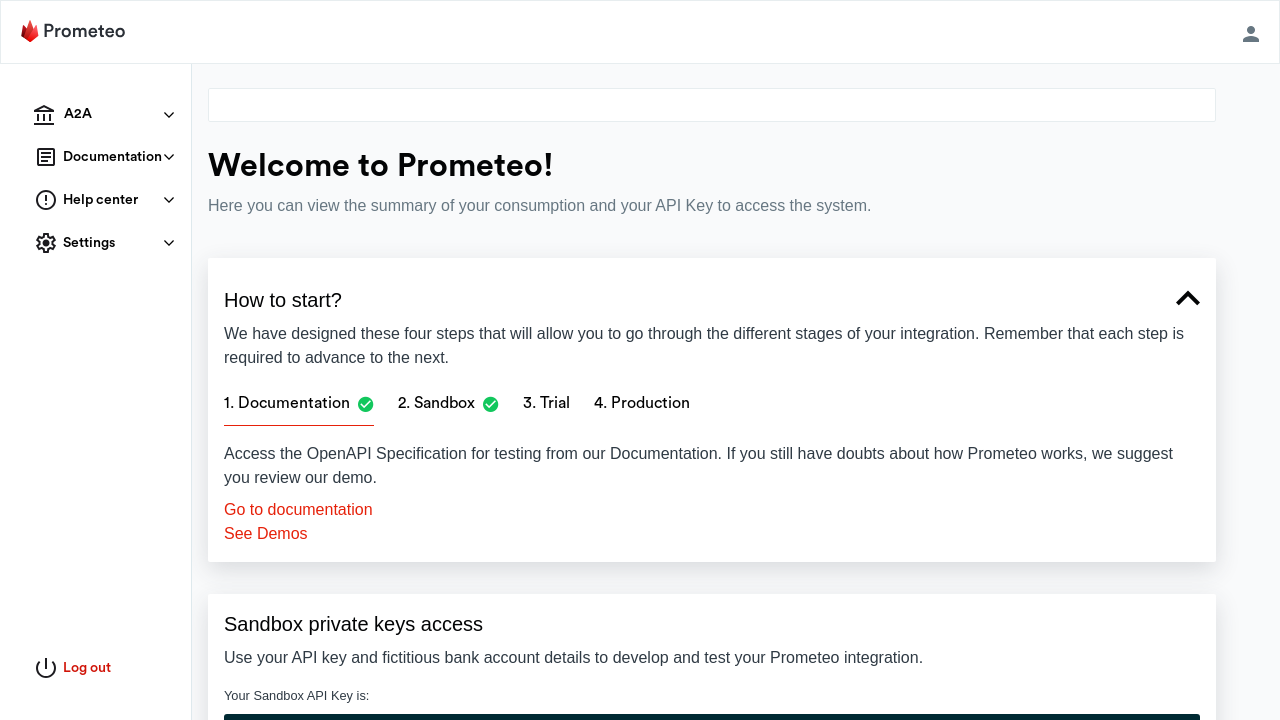 Prometeo
A2A
Documentation
Help center
Settings
Log out
Welcome to Prometeo!
Here you can view the summary of your consumption and your API Key to access the system.
How to start?
We have designed these four steps that will allow you to go through the different stages of your integration. Remember that each step is
required to advance to the next.
1. Documentation 2. Sandbox 3. Trial 4. Production
Access the OpenAPI Specification for testing from our Documentation. If you still have doubts about how Prometeo works, we suggest
you review our demo.
Go to documentation
See Demos
Sandbox private keys access
Use your API key and fictitious bank account details to develop and test your Prometeo integration.
Your Sandbox API Key is: